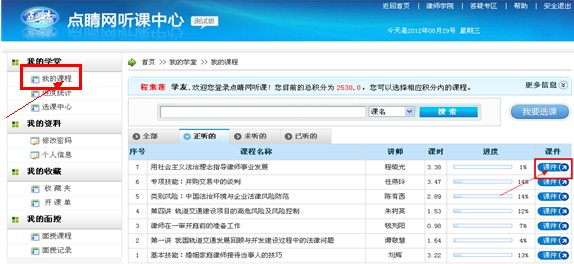 返回首页 | 律师学院 | 答疑专区 | 帮助 | 安全退出
点睛网听课中心 测试版
今天是2012年08月29号 星期三
我的学堂
我的课程
进度统计
选课中心
我的资料
修改密码
个人信息
我的收藏
收 藏 夹
开 课 单
我的面授
面授课程
面授记录
首页 >> 我的学堂 >> 我的课程
程紫莲 学友,欢迎您登录点睛网听课! 您目前的总积分为 2530.0, 您可以选择相应积分内的课程。
更多信息
课名
搜 索
我要选课
全部
正听的
未听的
已听的
序号 课程名称 讲师 课时 进度 课件
7 用社会主义法治理念指导律师事业发展 程晓光 3.38 1% 课件
6 专项技能：并购交易中的谈判 任燕玲 3.47 14% 课件
5 类别风险：中国法治环境与企业法律风险防范 陈有西 2.89 14% 课件
4 第四讲 轨道交通建设项目的高危风险及风险控制 朱树英 1.53 12% 课件
3 律师在一审开庭前的准备工作 钱列阳 0.98 7% 课件
2 第一讲 我国轨道交通发展回顾与开发建设过程中的法律问题 谭敬慧 1.64 4% 课件
1 基本技能：婚姻家庭律师接待当事人的技巧 刘辉 3.22 13% 课件